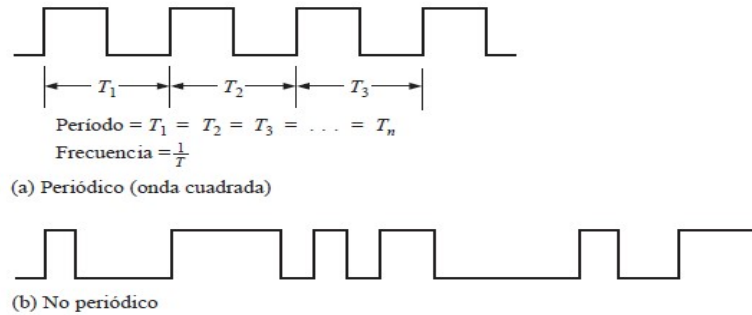 T₁ T₂ T₃
Período = T₁ = T₂ = T₃ = . . . = Tₙ
Frecuencia = 1/T
(a) Periódico (onda cuadrada)
(b) No periódico